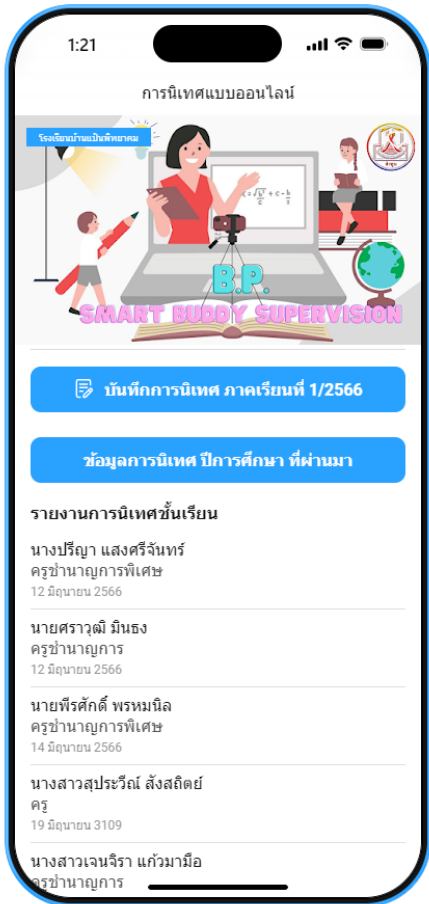 1:21
การนิเทศแบบออนไลน์
โรงเรียนบ้านแป้นพิทยาคม
B.P.
SMART BUDDY SUPERVISION
บันทึกการนิเทศ ภาคเรียนที่ 1/2566
ข้อมูลการนิเทศ ปีการศึกษา ที่ผ่านมา
รายงานการนิเทศชั้นเรียน
นางปรีญา แสงศรีจันทร์
ครูชำนาญการพิเศษ
12 มิถุนายน 2566
นายศราวุฒิ มินธง
ครูชำนาญการ
12 มิถุนายน 2566
นายพีรศักดิ์ พรหมนิล
ครูชำนาญการพิเศษ
14 มิถุนายน 2566
นางสาวสุประวีณ์ สังสถิตย์
ครู
19 มิถุนายน 3109
นางสาวเจนจิรา แก้วมามือ
ครูชำนาญการ